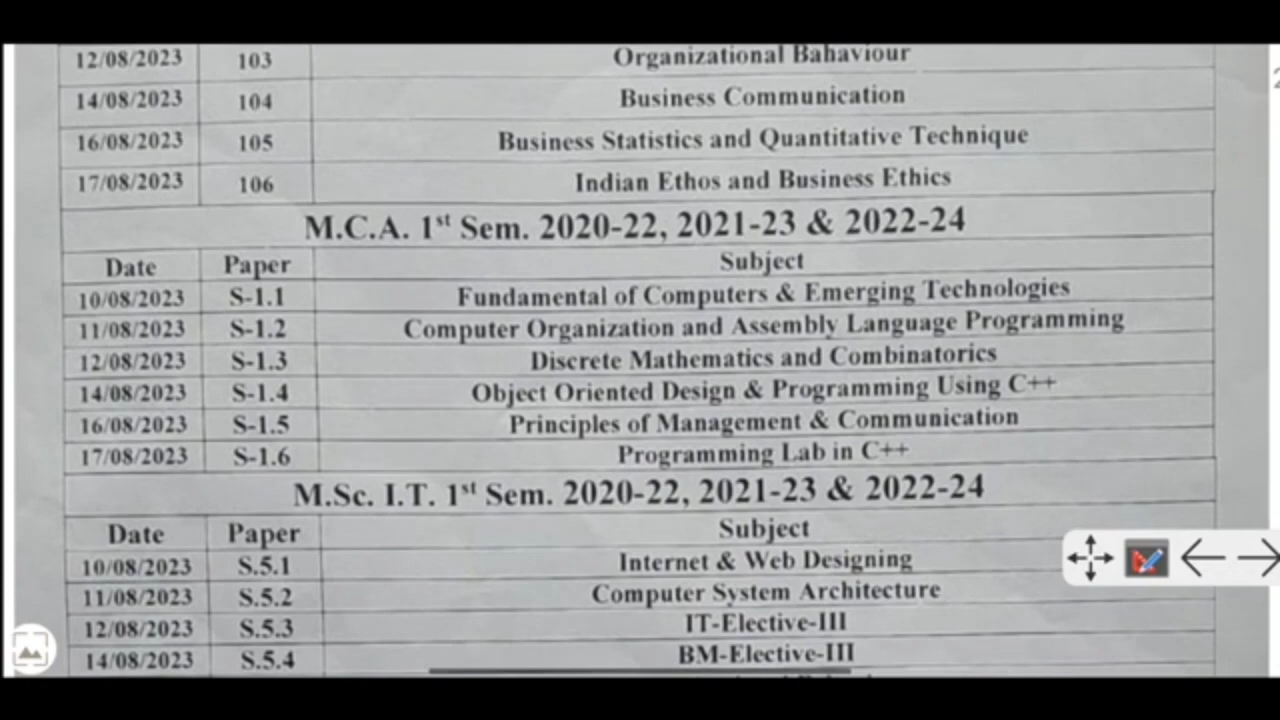 12/08/2023 103 Organizational Bahaviour
14/08/2023 104 Business Communication
16/08/2023 105 Business Statistics and Quantitative Technique
17/08/2023 106 Indian Ethos and Business Ethics
M.C.A. 1st Sem. 2020-22, 2021-23 & 2022-24
Date Paper Subject
10/08/2023 S-1.1 Fundamental of Computers & Emerging Technologies
11/08/2023 S-1.2 Computer Organization and Assembly Language Programming
12/08/2023 S-1.3 Discrete Mathematics and Combinatorics
14/08/2023 S-1.4 Object Oriented Design & Programming Using C++
16/08/2023 S-1.5 Principles of Management & Communication
17/08/2023 S-1.6 Programming Lab in C++
M.Sc. I.T. 1st Sem. 2020-22, 2021-23 & 2022-24
Date Paper Subject
10/08/2023 S.5.1 Internet & Web Designing
11/08/2023 S.5.2 Computer System Architecture
12/08/2023 S.5.3 IT-Elective-III
14/08/2023 S.5.4 BM-Elective-III